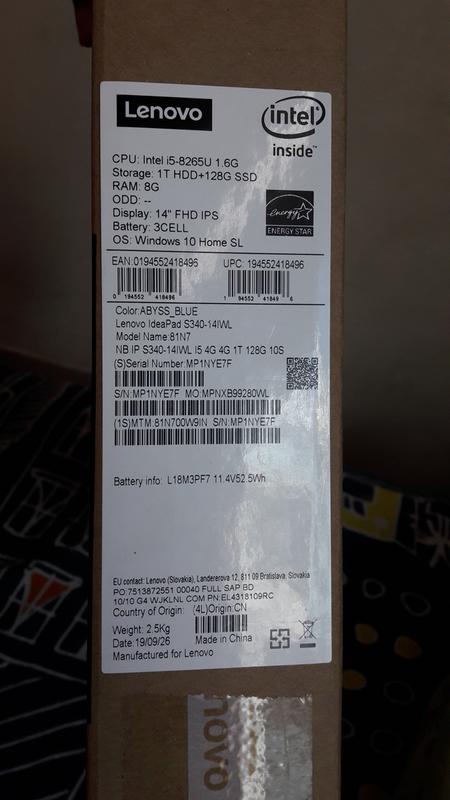 Lenovo
intel
inside™
CPU: Intel i5-8265U 1.6G
Storage: 1T HDD+128G SSD
RAM: 8G
ODD: --
Display: 14" FHD IPS
Battery: 3CELL
OS: Windows 10 Home SL
energy
ENERGY STAR
EAN:0194552418496 UPC: 194552418496
0 194552 418496 1 94552 41849 6
Color:ABYSS_BLUE
Lenovo IdeaPad S340-14IWL
Model Name:81N7
NB IP S340-14IWL I5 4G 4G 1T 128G 10S
(S)Serial Number: MP1NYE7F
S/N:MP1NYE7F MO:MPNXB99280WL
(1S)MTM:81N700W9IN S/N:MP1NYE7F
Battery info: L18M3PF7 11.4V52.5Wh
EU contact: Lenovo (Slovakia), Landererova 12, 811 09 Bratislava, Slovakia
PO:7513872551 00040 FULL SAP BD
10/10 G4 WJKLNL COM PN:EL4318109RC
Country of Origin: (4L)Origin:CN
Weight: 2.5Kg
Date:19/09/26 Made in China
Manufactured for Lenovo